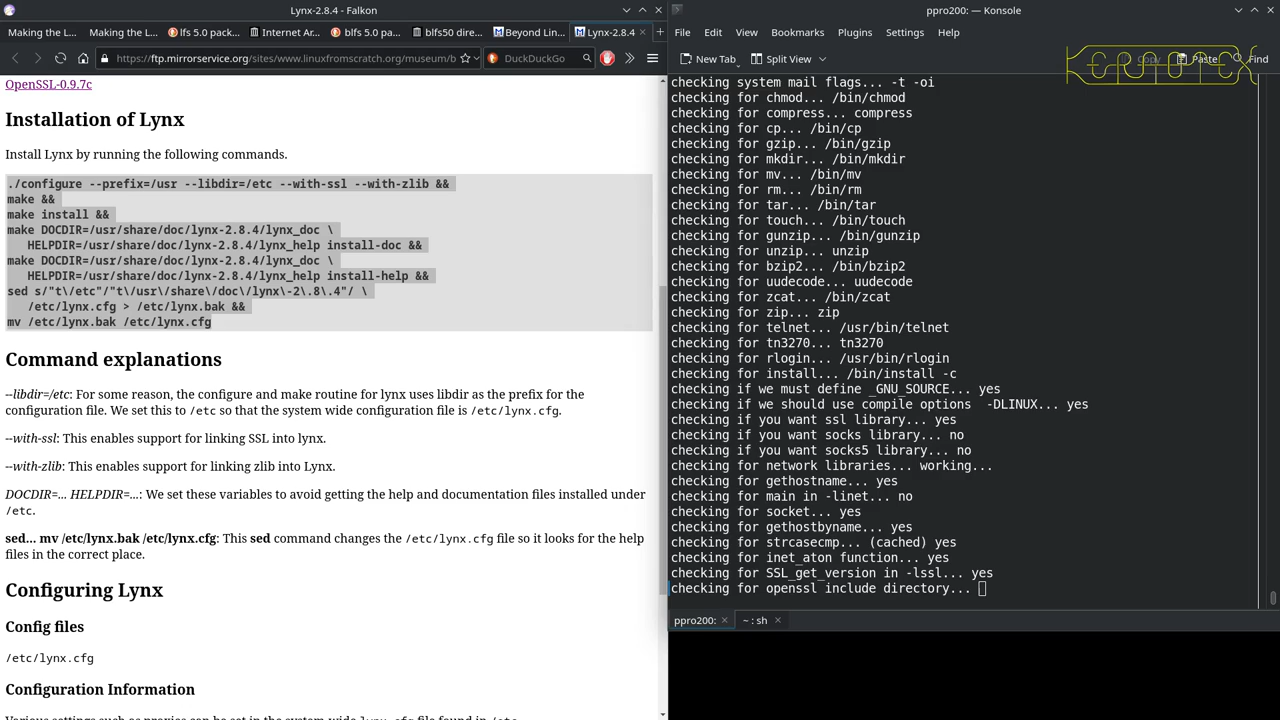 Lynx-2.8.4 - Falkon
Making the L...
Making the L...
lfs 5.0 pack...
Internet Ar...
blfs 5.0 pa...
blfs50 dire...
Beyond Lin...
Lynx-2.8.4
https://ftp.mirrorservice.org/sites/www.linuxfromscratch.org/museum/b
DuckDuckGo
OpenSSL-0.9.7c
Installation of Lynx
Install Lynx by running the following commands.
./configure --prefix=/usr --libdir=/etc --with-ssl --with-zlib &&
make &&
make install &&
make DOCDIR=/usr/share/doc/lynx-2.8.4/lynx_doc \
HELPDIR=/usr/share/doc/lynx-2.8.4/lynx_help install-doc &&
make DOCDIR=/usr/share/doc/lynx-2.8.4/lynx_doc \
HELPDIR=/usr/share/doc/lynx-2.8.4/lynx_help install-help &&
sed s/"t\/etc"/"t\/usr\/share\/doc\/lynx\-2\.8\.4"/ \
/etc/lynx.cfg > /etc/lynx.bak &&
mv /etc/lynx.bak /etc/lynx.cfg
Command explanations
--libdir=/etc: For some reason, the configure and make routine for lynx uses libdir as the prefix for the
configuration file. We set this to /etc so that the system wide configuration file is /etc/lynx.cfg.
--with-ssl: This enables support for linking SSL into lynx.
--with-zlib: This enables support for linking zlib into Lynx.
DOCDIR=... HELPDIR=...: We set these variables to avoid getting the help and documentation files installed under
/etc.
sed... mv /etc/lynx.bak /etc/lynx.cfg: This sed command changes the /etc/lynx.cfg file so it looks for the help
files in the correct place.
Configuring Lynx
Config files
/etc/lynx.cfg
Configuration Information
Various settings such as proxies can be set in the system-wide lynx.cfg file found in /etc.
ppro200: — Konsole
File Edit View Bookmarks Plugins Settings Help
New Tab Split View Copy Paste Find
checking system mail flags... -t -oi
checking for chmod... /bin/chmod
checking for compress... compress
checking for cp... /bin/cp
checking for gzip... /bin/gzip
checking for mkdir... /bin/mkdir
checking for mv... /bin/mv
checking for rm... /bin/rm
checking for tar... /bin/tar
checking for touch... /bin/touch
checking for gunzip... /bin/gunzip
checking for unzip... unzip
checking for bzip2... /bin/bzip2
checking for uudecode... uudecode
checking for zcat... /bin/zcat
checking for zip... zip
checking for telnet... /usr/bin/telnet
checking for tn3270... tn3270
checking for rlogin... /usr/bin/rlogin
checking for install... /bin/install -c
checking if we must define _GNU_SOURCE... yes
checking if we should use compile options  -DLINUX... yes
checking if you want ssl library... yes
checking if you want socks library... no
checking if you want socks5 library... no
checking for network libraries... working...
checking for gethostname... yes
checking for main in -linet... no
checking for socket... yes
checking for gethostbyname... yes
checking for strcasecmp... (cached) yes
checking for inet_aton function... yes
checking for SSL_get_version in -lssl... yes
checking for openssl include directory...
ppro200:
~ : sh